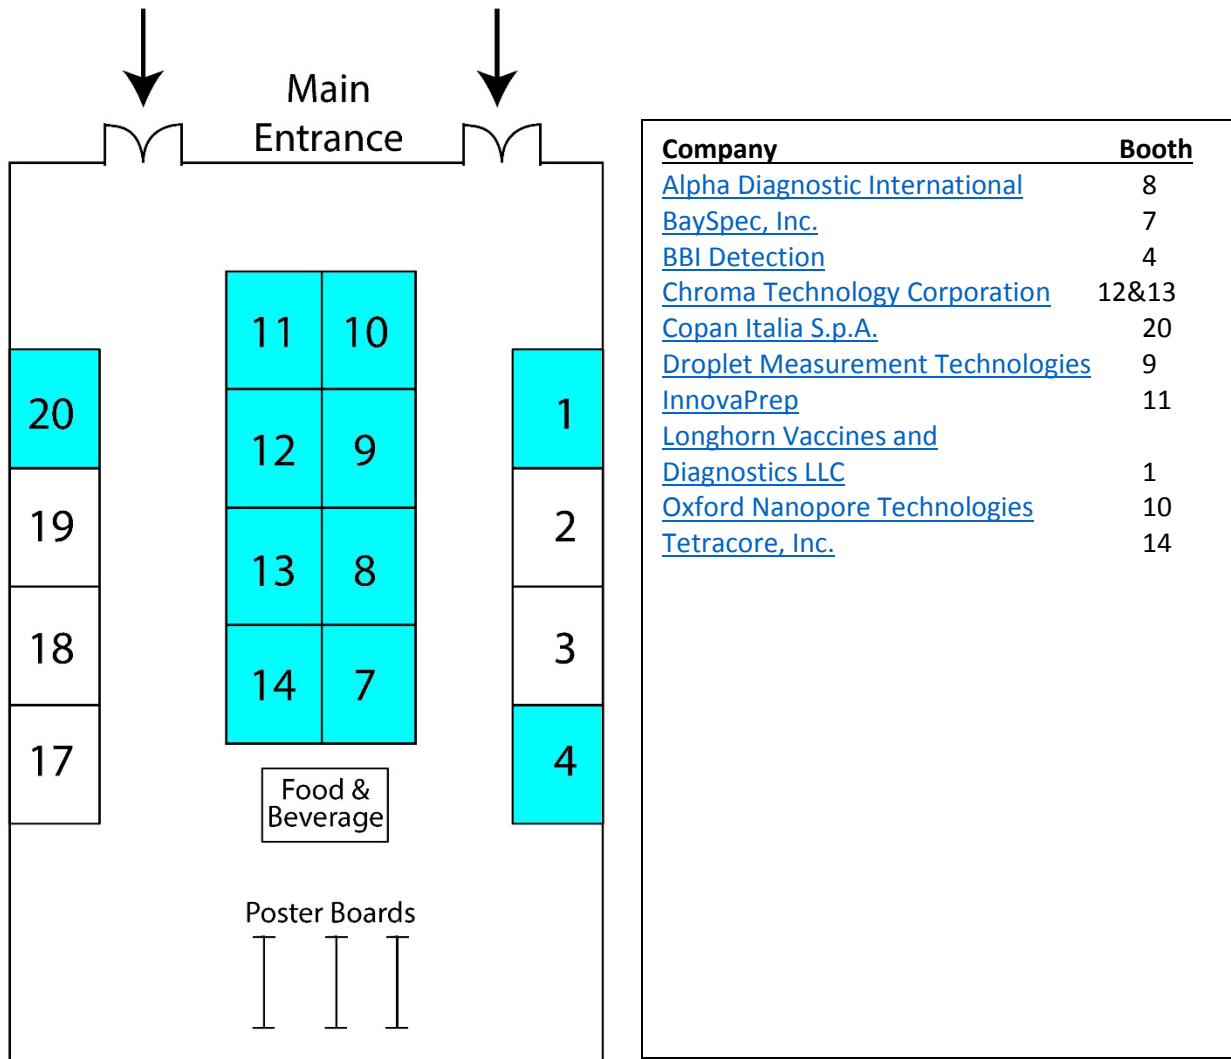 Main
Entrance
11 10
20 1
12 9
19 2
13 8
18 3
14 7
17 4
Food &
Beverage
Poster Boards
Company Booth
Alpha Diagnostic International 8
BaySpec, Inc. 7
BBI Detection 4
Chroma Technology Corporation 12&13
Copan Italia S.p.A. 20
Droplet Measurement Technologies 9
InnovaPrep 11
Longhorn Vaccines and
Diagnostics LLC 1
Oxford Nanopore Technologies 10
Tetracore, Inc. 14